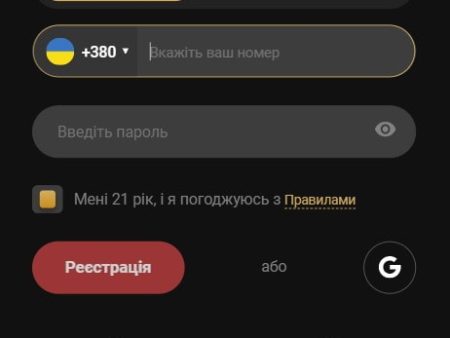 +380 Вкажіть ваш номер
Введіть пароль
Мені 21 рік, і я погоджуюсь з Правилами
Реєстрація або G